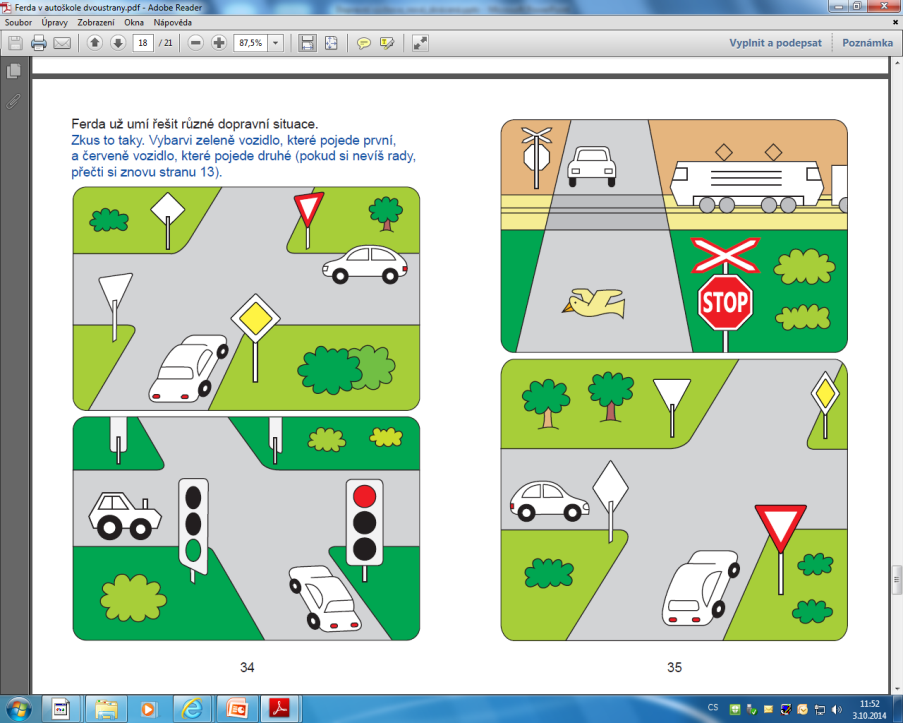 Ferda v autoškole dvoustrany.pdf - Adobe Reader
Soubor Úpravy Zobrazení Okna Nápověda
18 / 21 87,5% Vyplnit a podepsat Poznámka
Ferda už umí řešit různé dopravní situace.
Zkus to taky. Vybarvi zeleně vozidlo, které pojede první,
a červeně vozidlo, které pojede druhé (pokud si nevíš rady,
přečti si znovu stranu 13).
STOP
34
35
CS
11:52
3.10.2014